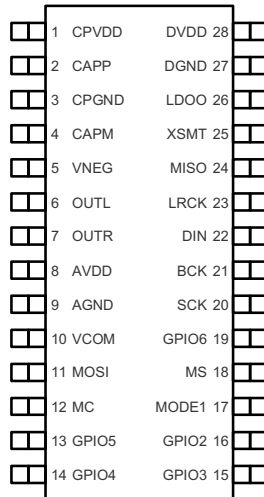 1 CPVDD DVDD 28
2 CAPP DGND 27
3 CPGND LDOO 26
4 CAPM XSMT 25
5 VNEG MISO 24
6 OUTL LRCK 23
7 OUTR DIN 22
8 AVDD BCK 21
9 AGND SCK 20
10 VCOM GPIO6 19
11 MOSI MS 18
12 MC MODE1 17
13 GPIO5 GPIO2 16
14 GPIO4 GPIO3 15